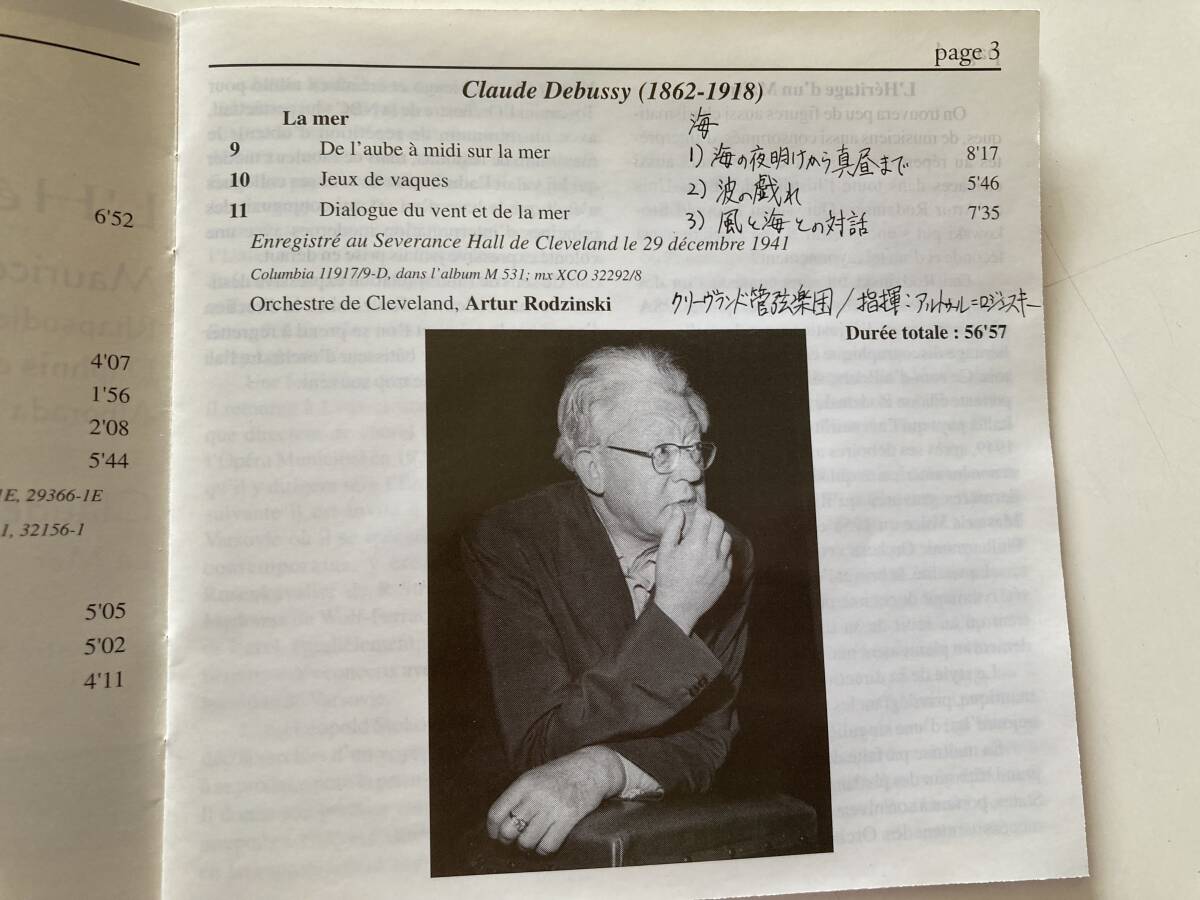 page 3
Claude Debussy (1862-1918)
La mer
海
9 De l'aube à midi sur la mer 1) 海の夜明けから真昼まで 8'17
10 Jeux de vaques 2) 波の戯れ 5'46
11 Dialogue du vent et de la mer 3) 風と海との対話 7'35
Enregistré au Severance Hall de Cleveland le 29 décembre 1941
Columbia 11917/9-D, dans l'album M 531; mx XCO 32292/8
Orchestre de Cleveland, Artur Rodzinski クリーヴランド管弦楽団/指揮:アルトゥル=ロジンスキー
Durée totale : 56'57
6'52
4'07
1'56
2'08
5'44
1E, 29366-1E
1, 32156-1
5'05
5'02
4'11